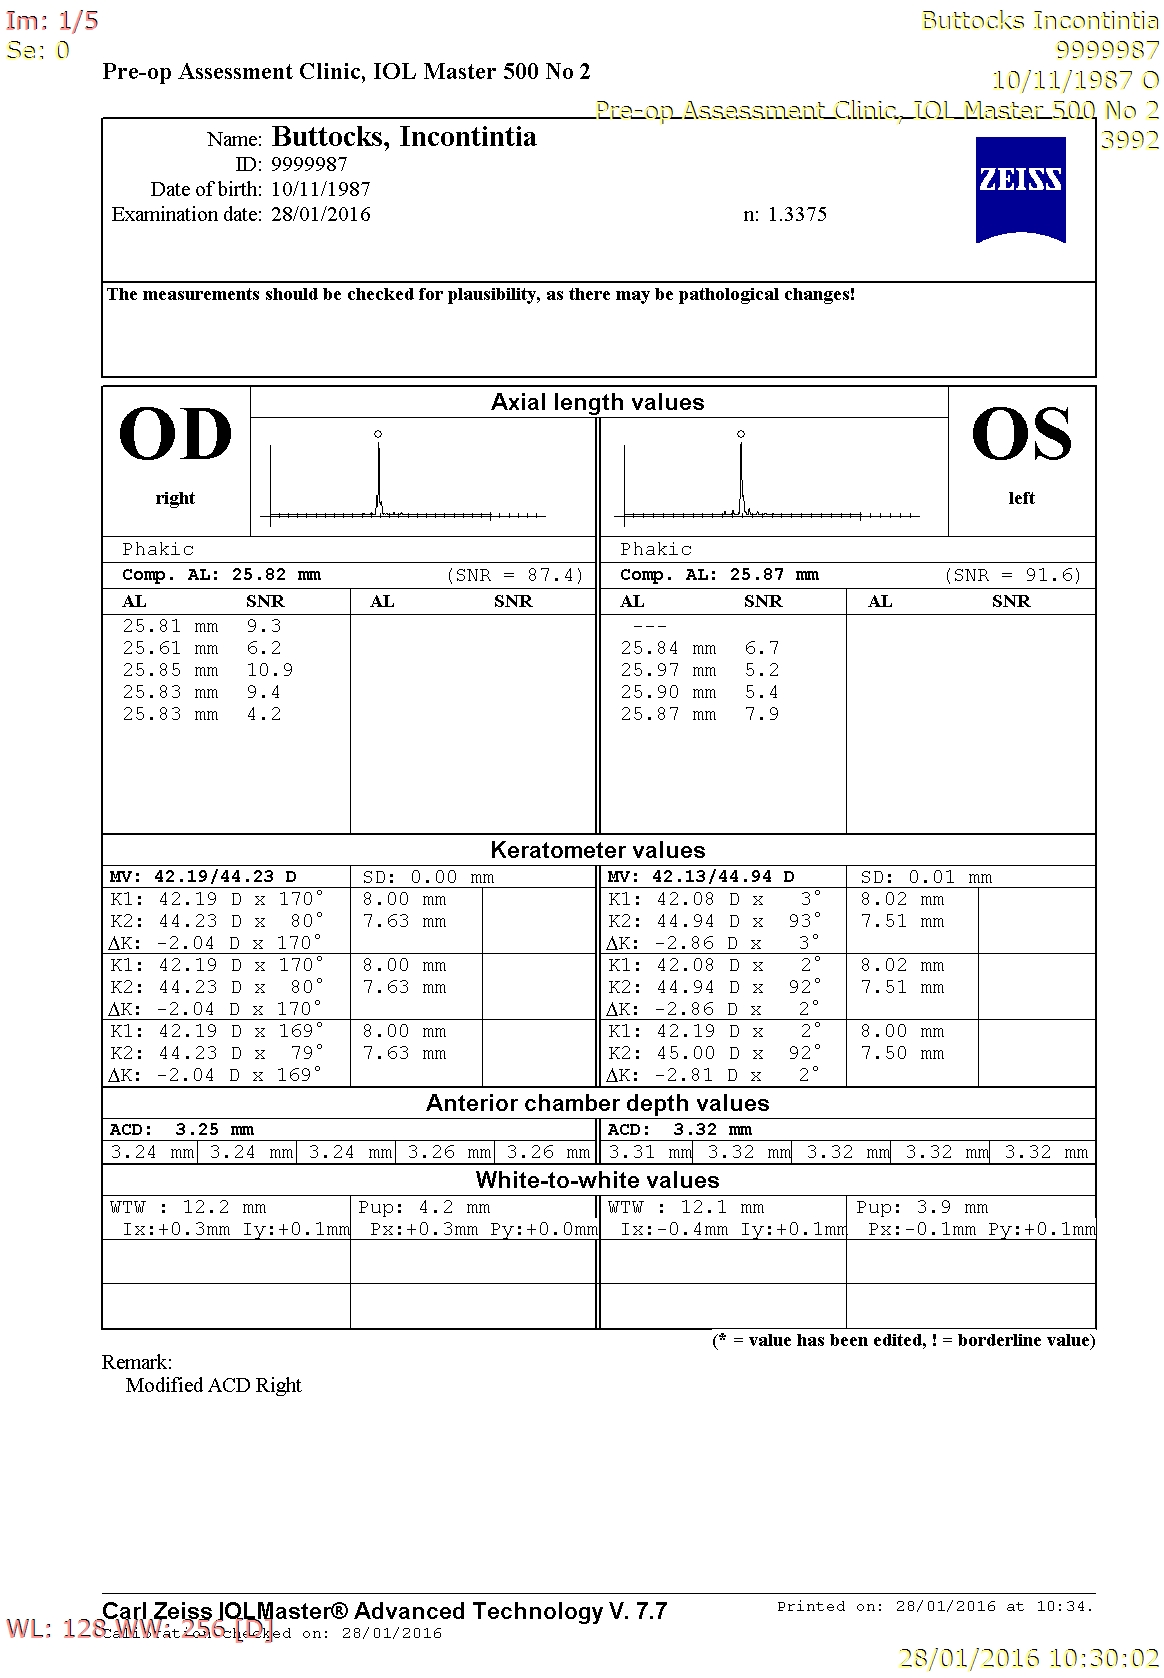 Im: 1/5
Se: 0
Buttocks Incontintia
9999987
10/11/1987 O
Pre-op Assessment Clinic, IOL Master 500 No 2
3992
Pre-op Assessment Clinic, IOL Master 500 No 2
Name: Buttocks, Incontintia
ID: 9999987
Date of birth: 10/11/1987
Examination date: 28/01/2016 n: 1.3375
ZEISS
The measurements should be checked for plausibility, as there may be pathological changes!
OD
right
Axial length values
OS
left
Phakic Phakic
Comp. AL: 25.82 mm (SNR = 87.4) Comp. AL: 25.87 mm (SNR = 91.6)
AL SNR AL SNR AL SNR AL SNR
25.81 mm 9.3 ---
25.61 mm 6.2 25.84 mm 6.7
25.85 mm 10.9 25.97 mm 5.2
25.83 mm 9.4 25.90 mm 5.4
25.83 mm 4.2 25.87 mm 7.9
Keratometer values
MV: 42.19/44.23 D SD: 0.00 mm MV: 42.13/44.94 D SD: 0.01 mm
K1: 42.19 D x 170° 8.00 mm K1: 42.08 D x 3° 8.02 mm
K2: 44.23 D x 80° 7.63 mm K2: 44.94 D x 93° 7.51 mm
ΔK: -2.04 D x 170° ΔK: -2.86 D x 3°
K1: 42.19 D x 170° 8.00 mm K1: 42.08 D x 2° 8.02 mm
K2: 44.23 D x 80° 7.63 mm K2: 44.94 D x 92° 7.51 mm
ΔK: -2.04 D x 170° ΔK: -2.86 D x 2°
K1: 42.19 D x 169° 8.00 mm K1: 42.19 D x 2° 8.00 mm
K2: 44.23 D x 79° 7.63 mm K2: 45.00 D x 92° 7.50 mm
ΔK: -2.04 D x 169° ΔK: -2.81 D x 2°
Anterior chamber depth values
ACD: 3.25 mm ACD: 3.32 mm
3.24 mm 3.24 mm 3.24 mm 3.26 mm 3.26 mm 3.31 mm 3.32 mm 3.32 mm 3.32 mm 3.32 mm
White-to-white values
WTW : 12.2 mm Pup: 4.2 mm WTW : 12.1 mm Pup: 3.9 mm
Ix:+0.3mm Iy:+0.1mm Px:+0.3mm Py:+0.0mm Ix:-0.4mm Iy:+0.1mm Px:-0.1mm Py:+0.1mm
(* = value has been edited, ! = borderline value)
Remark:
Modified ACD Right
Carl Zeiss IOLMaster® Advanced Technology V. 7.7 Printed on: 28/01/2016 at 10:34.
WL: 128 WW: 256 [D]
Calibration checked on: 28/01/2016
28/01/2016 10:30:02